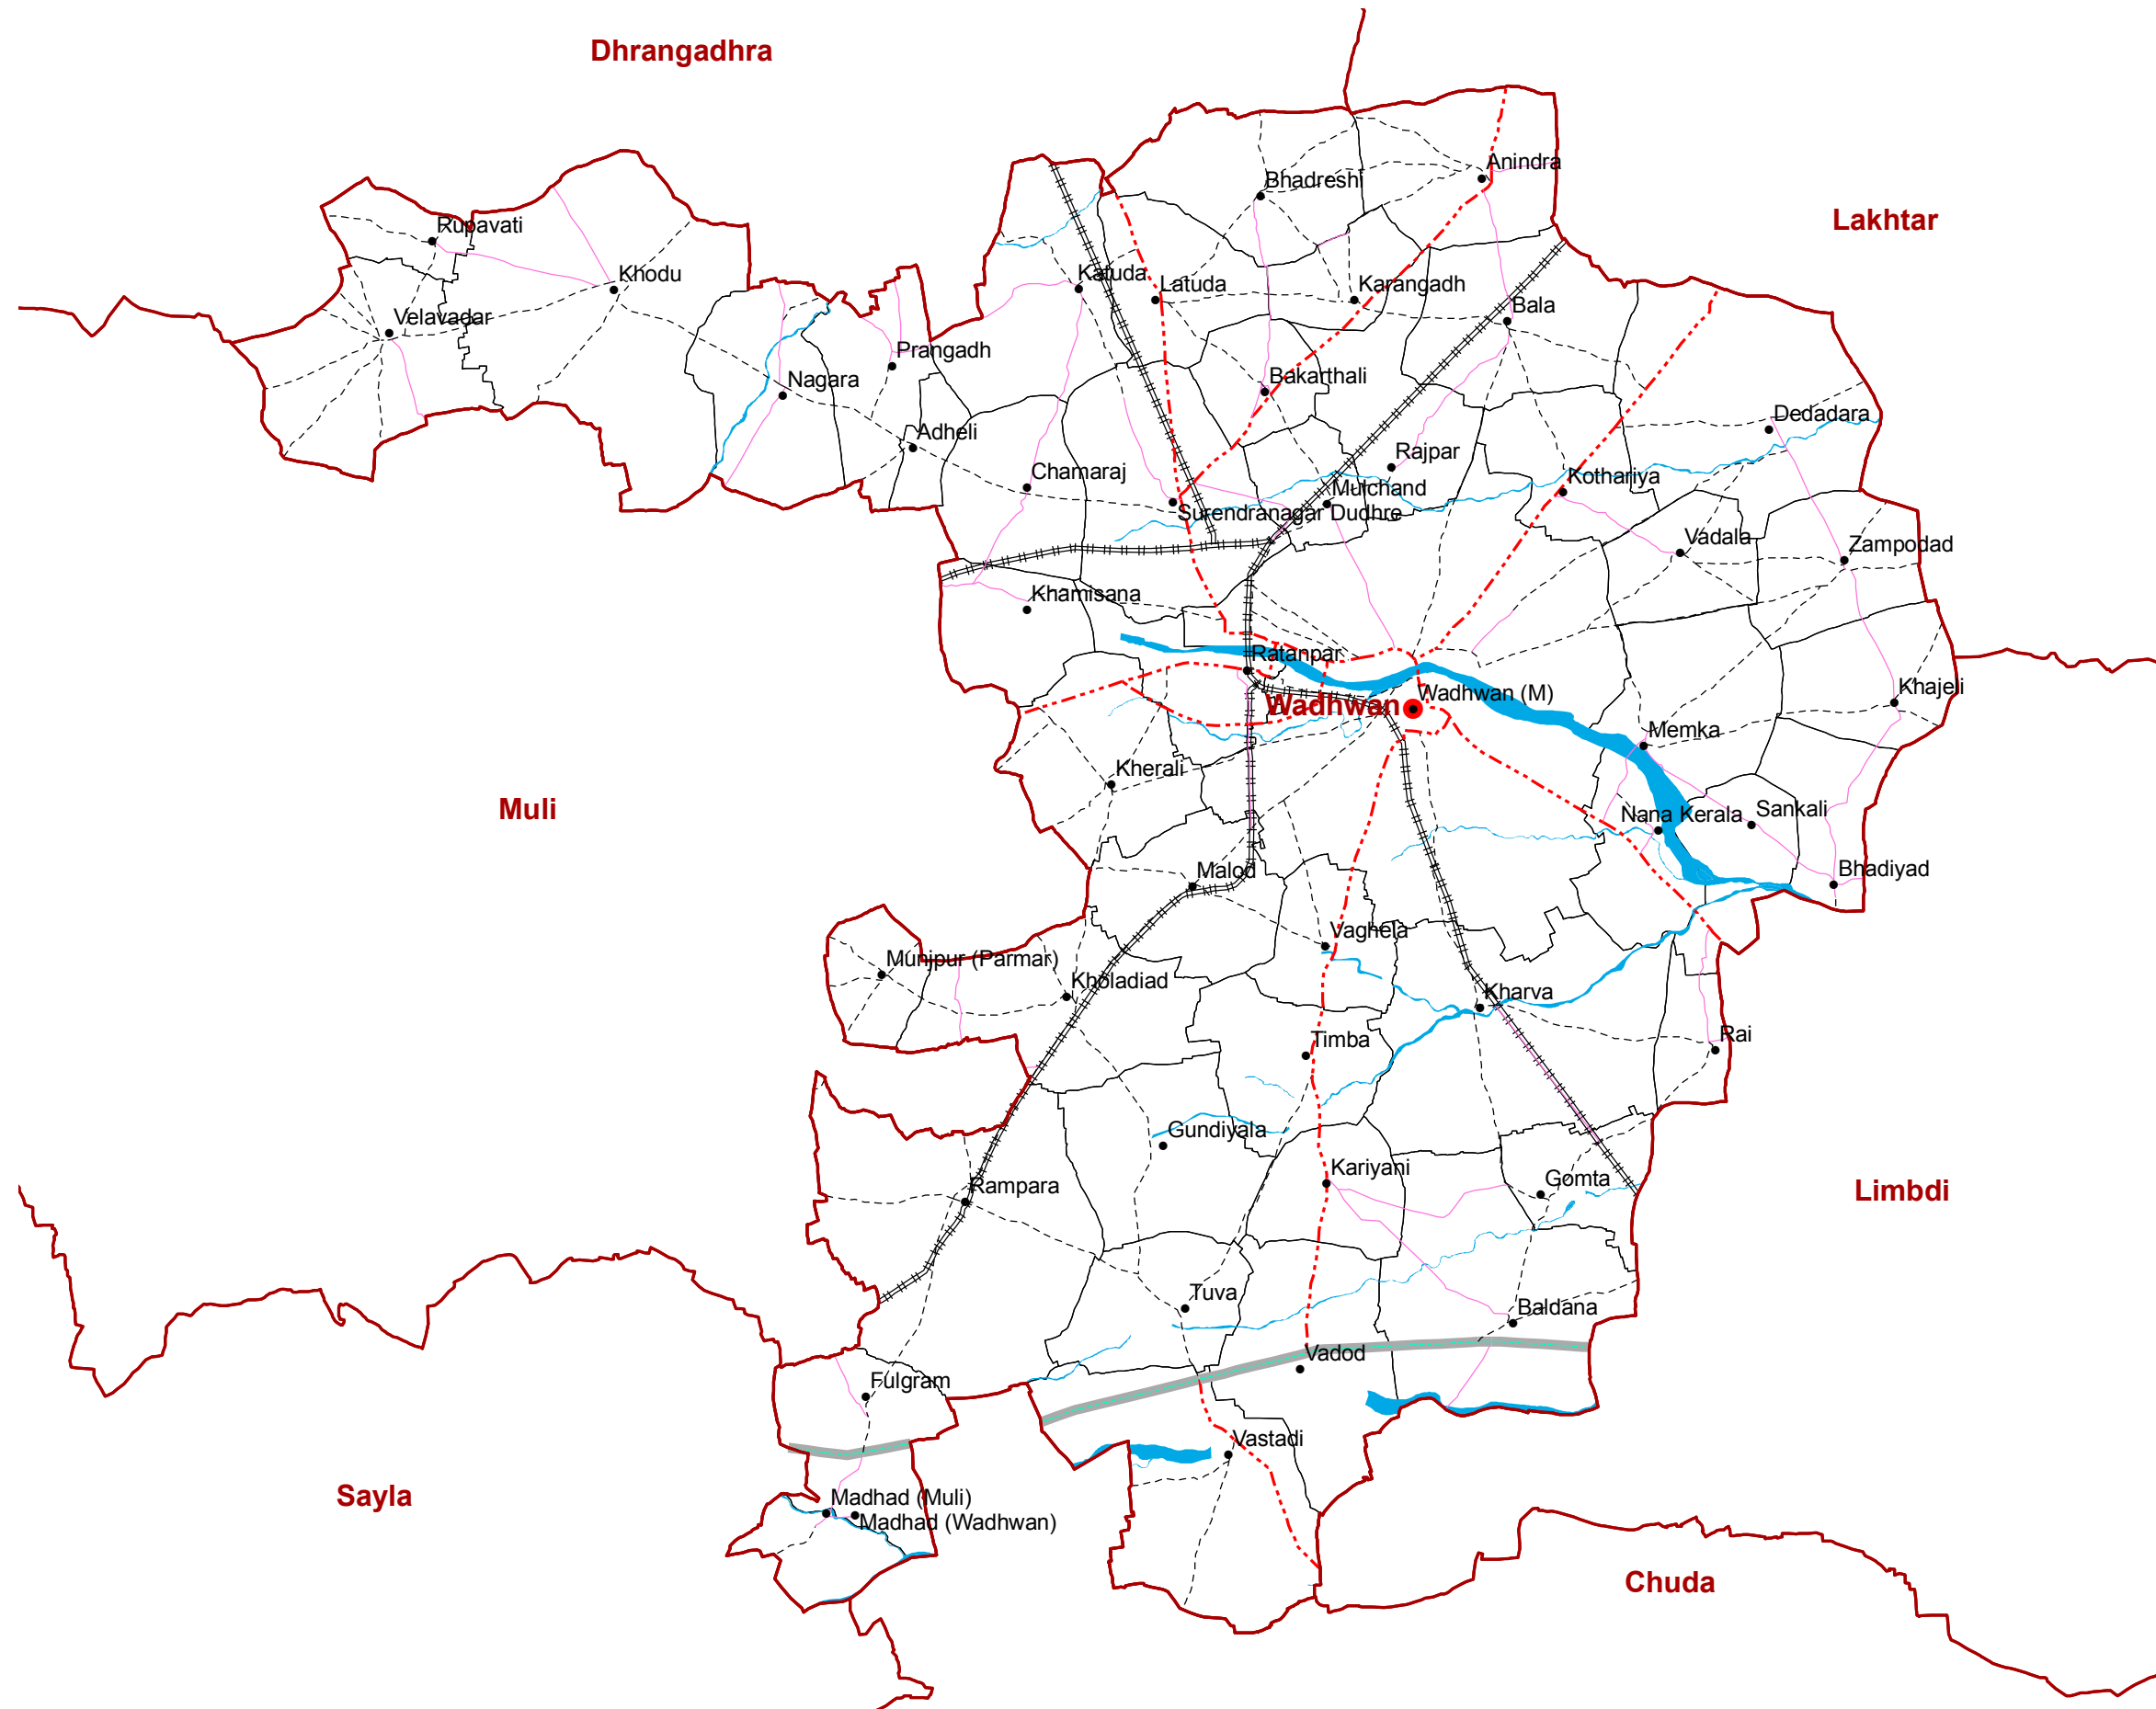 Dhrangadhra
Anindra
Bhadreshi
Lakhtar
Rupavati
Khodu
Katuda
Latuda
Karangadh
Bala
Velavadar
Prangadh
Nagara
Bakarthali
Dedadara
Adheli
Rajpar
Chamaraj
Kothariya
Mulchand
Surendranagar Dudhre
Vadala
Zampodad
Khamisana
Ratanpar
Khajeli
Wadhwan (M)
Wadhwan
Memka
Kherali
Muli
Sankali
Nana Kerala
Malod
Bhadiyad
Vaghela
Munjpur (Parmar)
Kholadiad
Kharva
Rai
Timba
Gundiyala
Kariyani
Gomta
Rampara
Limbdi
Tuva
Baldana
Vadod
Fulgram
Vastadi
Sayla
Madhad (Muli)
Madhad (Wadhwan)
Chuda